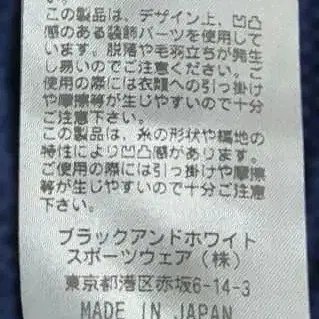 い。
この製品は、デザイン上、凹凸
感のある装飾パーツを使用して
います。脱落や毛羽立ちが発生
し易いのでご注意ください。ご
使用の際には衣類への引っ掛け
や摩擦等が生じやすいので十分
ご注意下さい。
この製品は、糸の形状や編地の
特性により凹凸感があります。
ご使用の際には引っ掛けや摩擦
等が生じやすいので十分ご注意
下さい。
ブラックアンドホワイト
スポーツウェア（株）
東京都港区赤坂6-14-3
MADE IN JAPAN